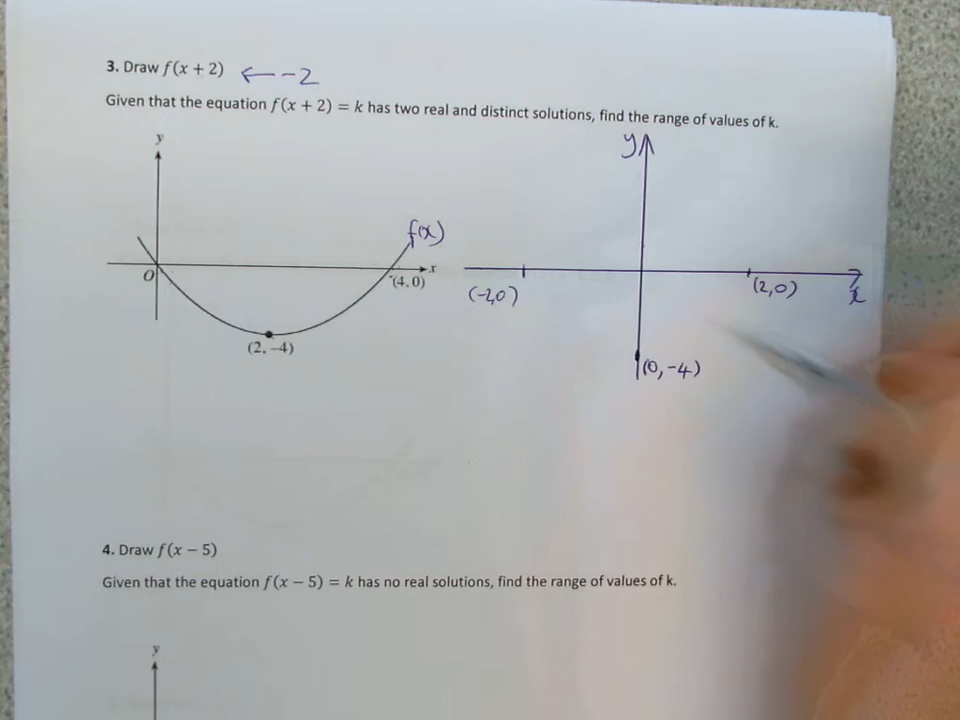 3. Draw f(x + 2) ← -2
Given that the equation f(x + 2) = k has two real and distinct solutions, find the range of values of k.
y
y
f(x)
O
x
(4, 0)
(-2,0)
(2,0)
x
(2, –4)
(0,-4)
4. Draw f(x − 5)
Given that the equation f(x − 5) = k has no real solutions, find the range of values of k.
y